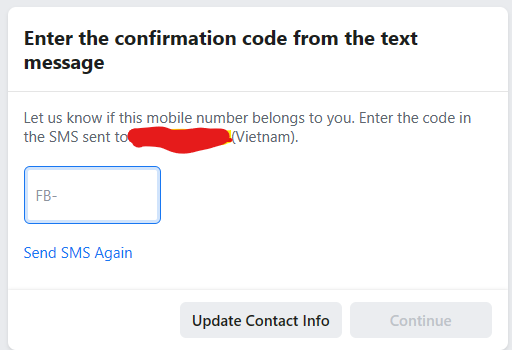 Enter the confirmation code from the text
message
Let us know if this mobile number belongs to you. Enter the code in
the SMS sent to (Vietnam).
FB-
Send SMS Again
Update Contact Info
Continue